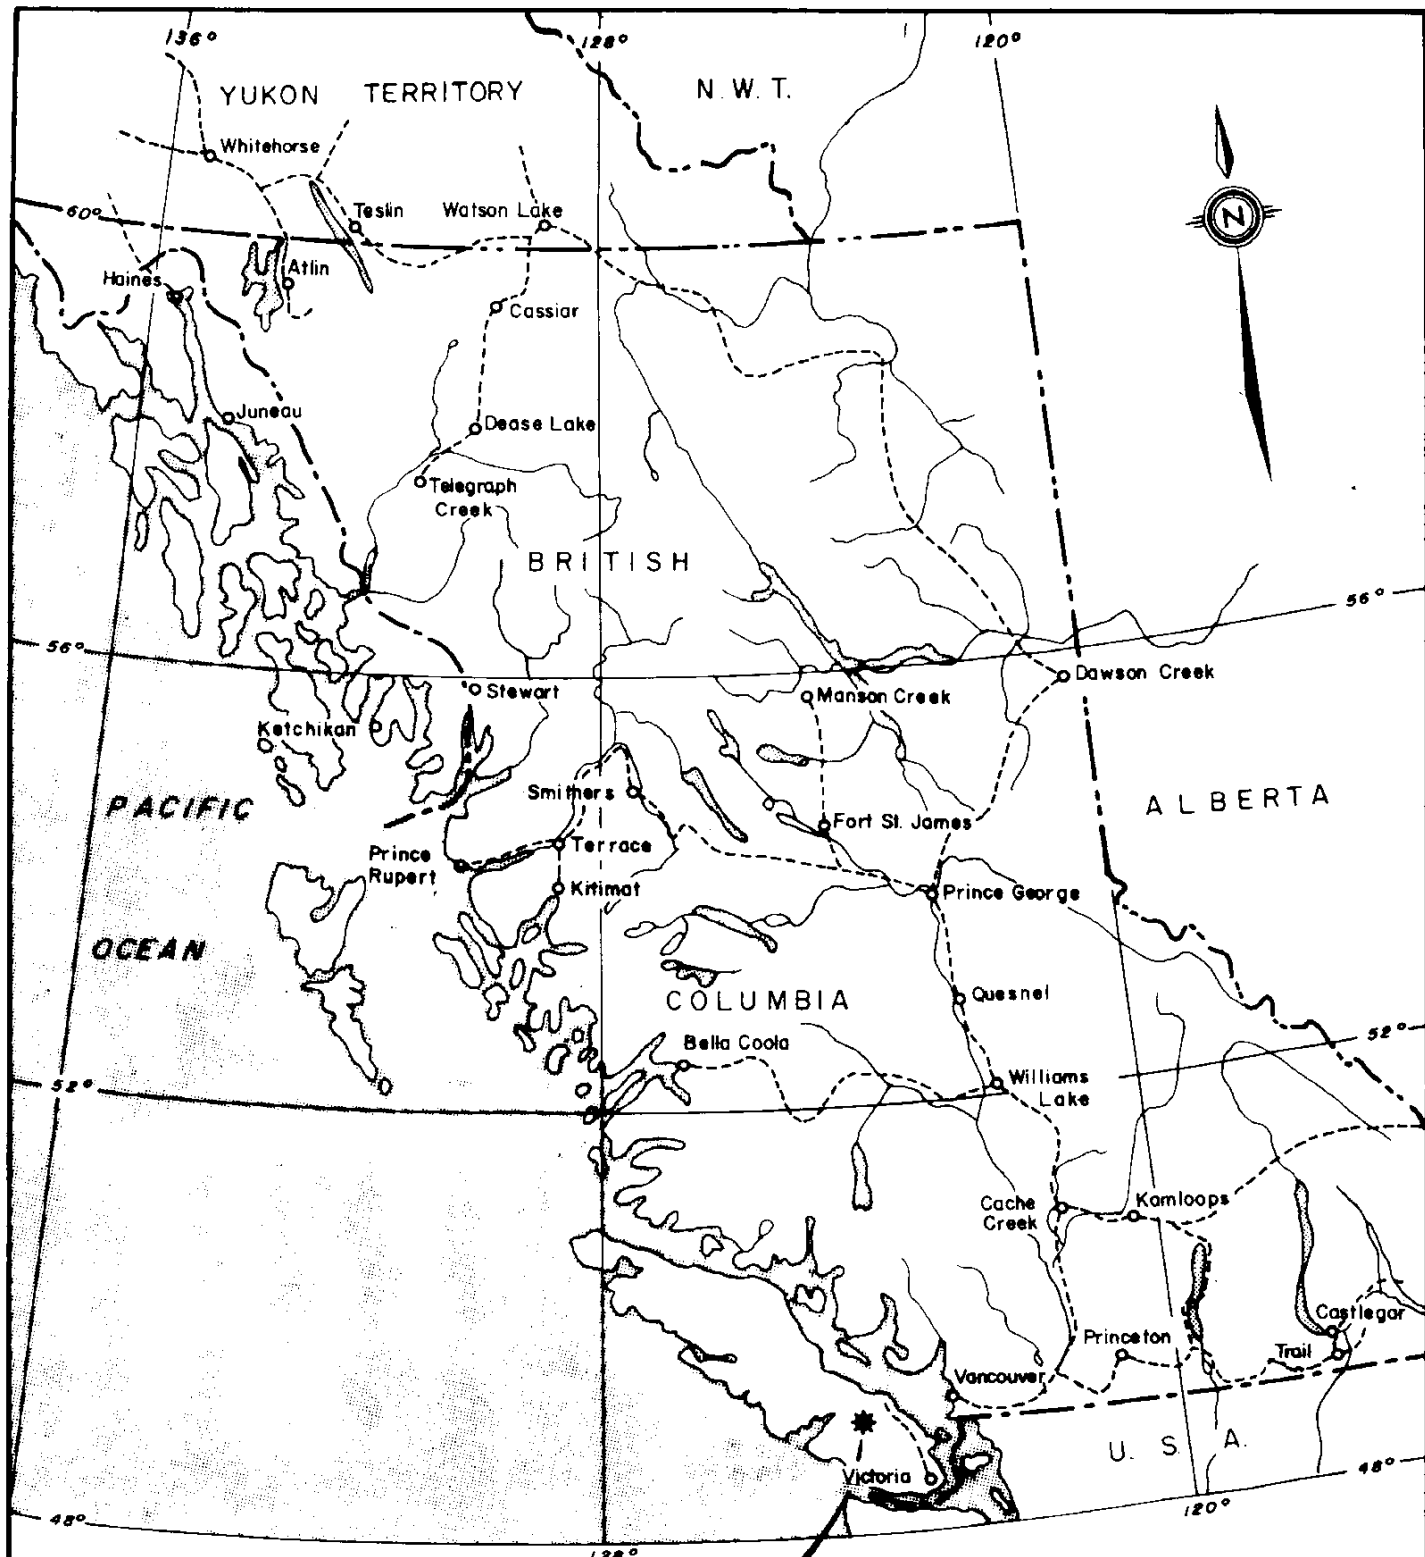 136°
128°
120°
YUKON TERRITORY
N.W.T.
Whitehorse
60°
Teslin
Watson Lake
N
Haines
Atlin
Cassiar
Juneau
Dease Lake
Telegraph
Creek
BRITISH
56°
56°
Stewart
Manson Creek
Dawson Creek
Ketchikan
PACIFIC
Smithers
ALBERTA
Fort St. James
Prince
Rupert
Terrace
Kitimat
Prince George
OCEAN
COLUMBIA
Quesnel
Bella Coola
52°
52°
Williams
Lake
Cache
Creek
Kamloops
Castlegar
Princeton
Trail
Vancouver
U. S. A.
Victoria
48°
48°
120°
128°